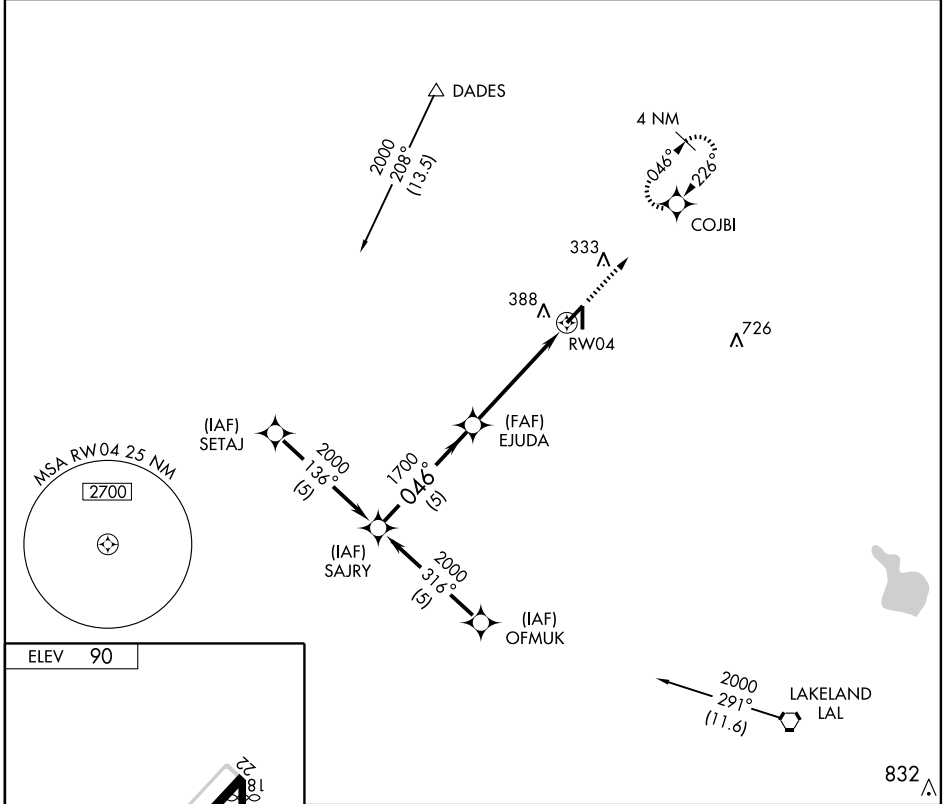 DADES
2000
208°
(13.5)
4 NM
046°
226°
COJBI
333
388
RW04
726
(IAF)
SETAJ
2000
136°
(5)
(FAF)
EJUDA
1700
046°
(5)
MSA RW04 25 NM
2700
(IAF)
SAJRY
2000
316°
(5)
(IAF)
OFMUK
ELEV 90
2000
291°
(11.6)
LAKELAND
LAL
832
22
18L